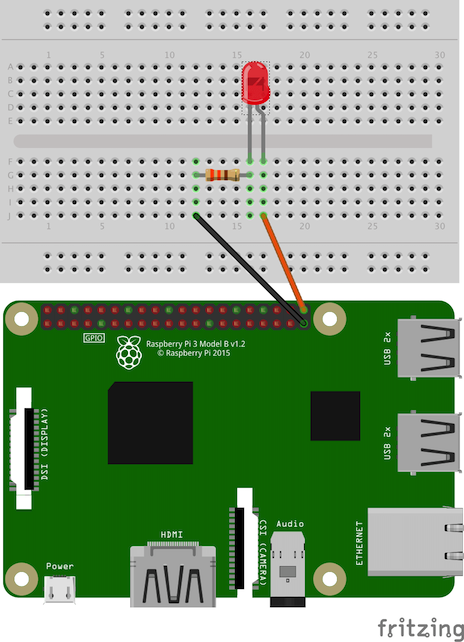 1 5 10 15 20 25 30
A
B
C
D
E
F
G
H
I
J
1 5 10 15 20 25 30
GPIO
Raspberry Pi 3 Model B v1.2
© Raspberry Pi 2015
USB 2x
DSI (DISPLAY)
USB 2x
HDMI
CSI (CAMERA)
Audio
ETHERNET
Power
fritzing